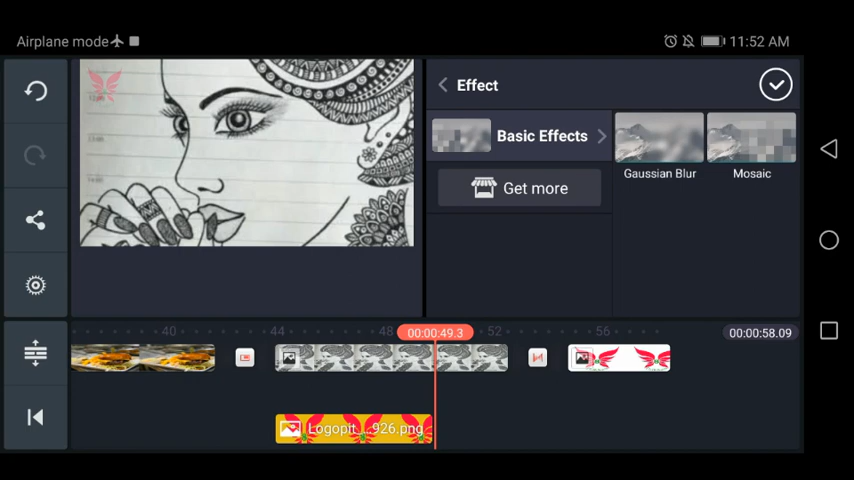 Airplane mode
11:52 AM
Effect
Basic Effects
Get more
Gaussian Blur
Mosaic
40
44
48
00:00:49.3
52
56
00:00:58.09
Logopit_...926.png